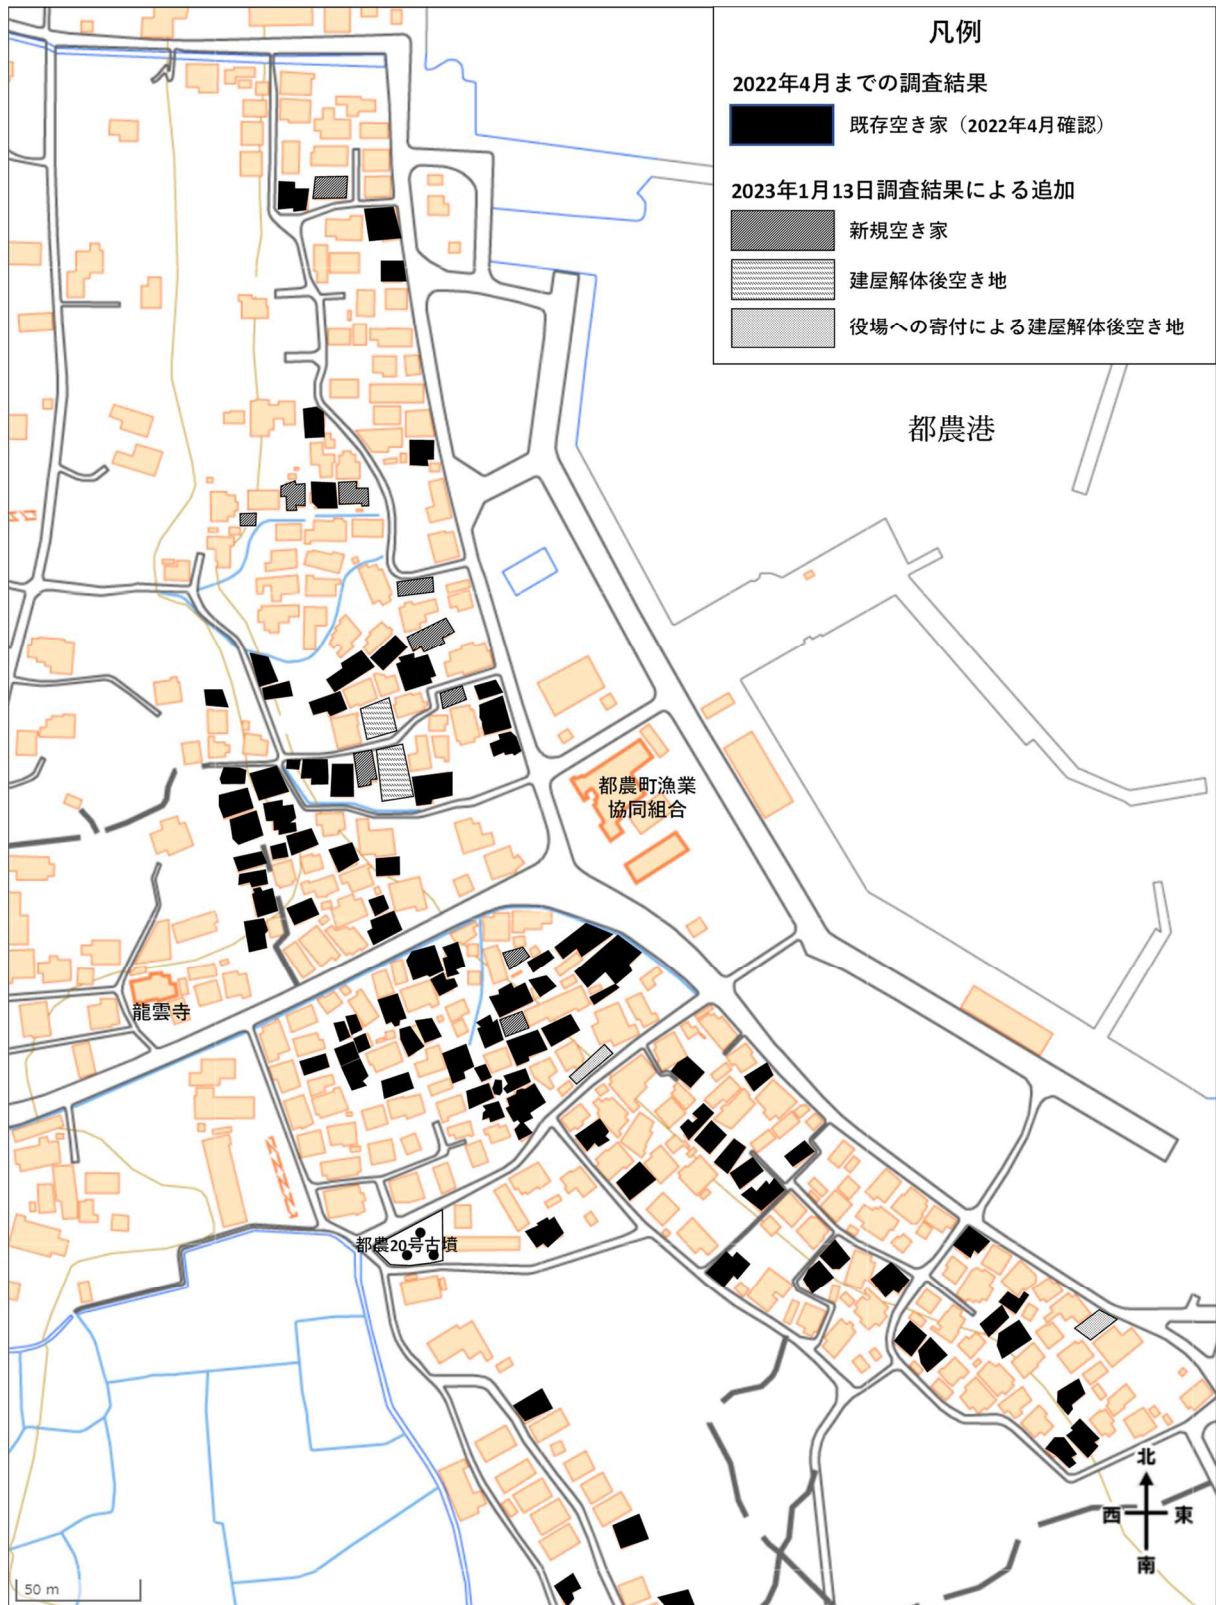 凡例
2022年4月までの調査結果
既存空き家（2022年4月確認）
2023年1月13日調査結果による追加
新規空き家
建屋解体後空き地
役場への寄付による建屋解体後空き地
都農港
都農町漁業
協同組合
龍雲寺
都農20号古墳
北
西 東
南
50 m